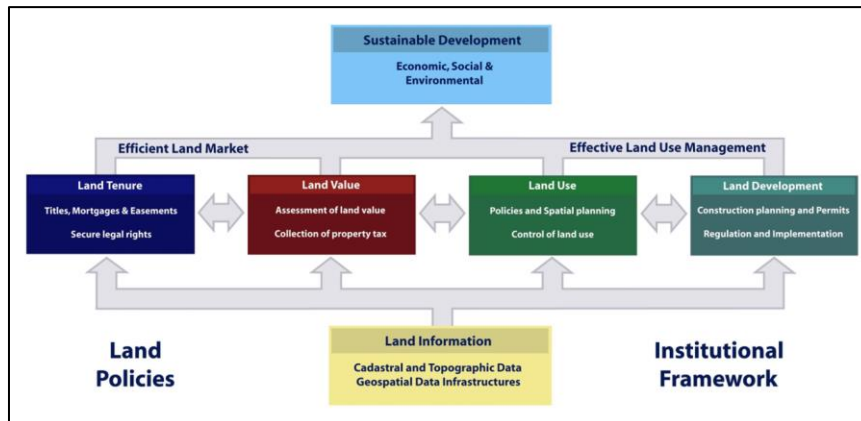 Sustainable Development
Economic, Social &
Environmental
Efficient Land Market
Effective Land Use Management
Land Tenure
Titles, Mortgages & Easements
Secure legal rights
Land Value
Assessment of land value
Collection of property tax
Land Use
Policies and Spatial planning
Control of land use
Land Development
Construction planning and Permits
Regulation and Implementation
Land
Policies
Land Information
Cadastral and Topographic Data
Geospatial Data Infrastructures
Institutional
Framework